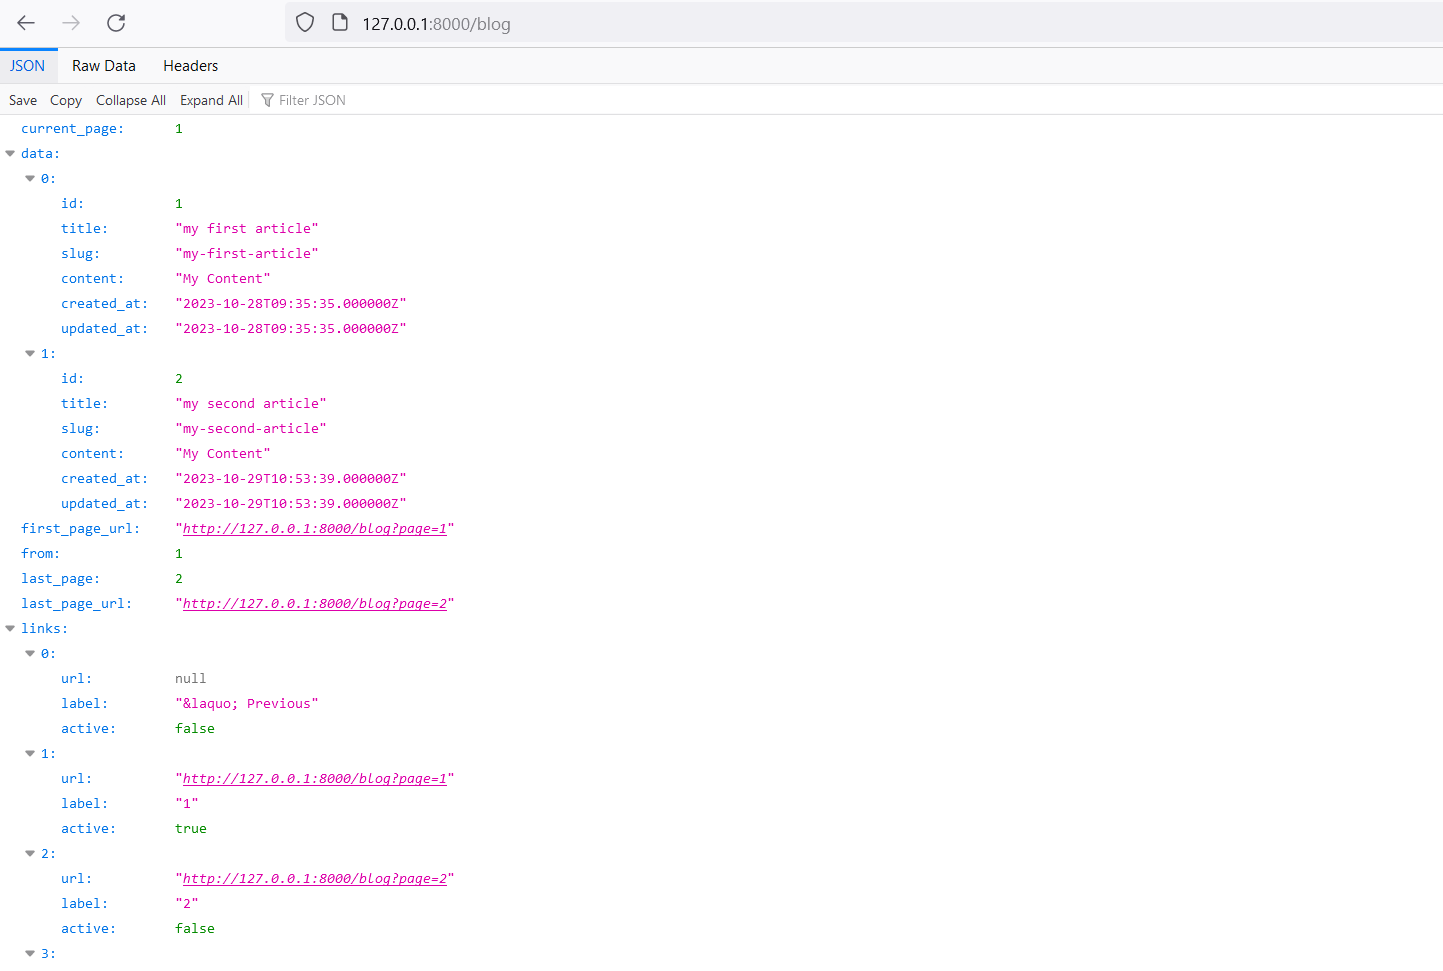 127.0.0.1:8000/blog
JSON Raw Data Headers
Save Copy Collapse All Expand All Filter JSON
current_page: 1
data:
0:
id: 1
title: "my first article"
slug: "my-first-article"
content: "My Content"
created_at: "2023-10-28T09:35:35.000000Z"
updated_at: "2023-10-28T09:35:35.000000Z"
1:
id: 2
title: "my second article"
slug: "my-second-article"
content: "My Content"
created_at: "2023-10-29T10:53:39.000000Z"
updated_at: "2023-10-29T10:53:39.000000Z"
first_page_url: "http://127.0.0.1:8000/blog?page=1"
from: 1
last_page: 2
last_page_url: "http://127.0.0.1:8000/blog?page=2"
links:
0:
url: null
label: "&laquo; Previous"
active: false
1:
url: "http://127.0.0.1:8000/blog?page=1"
label: "1"
active: true
2:
url: "http://127.0.0.1:8000/blog?page=2"
label: "2"
active: false
3: